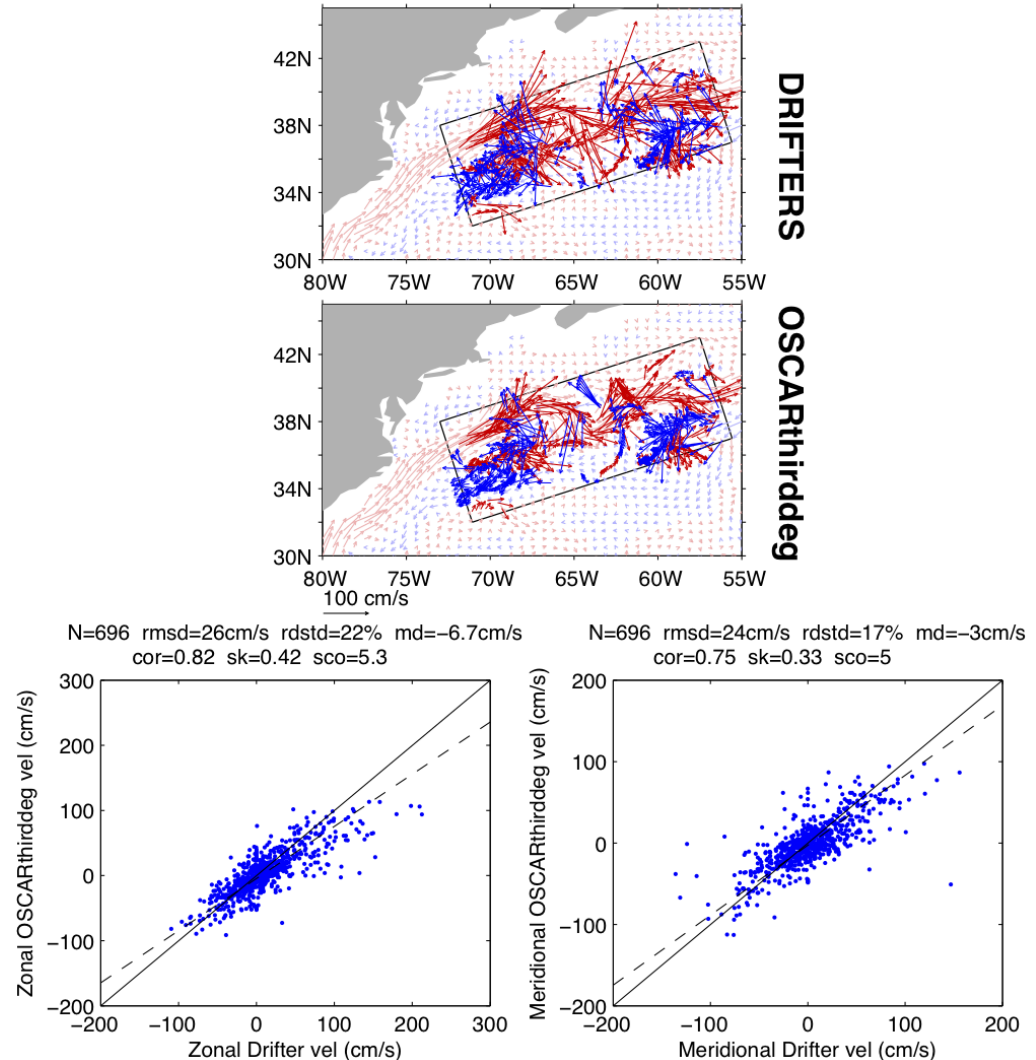 42N
38N
34N
30N
80W 75W 70W 65W 60W 55W
DRIFTERS
42N
38N
34N
30N
80W 75W 70W 65W 60W 55W
OSCARthirddeg
100 cm/s
N=696 rmsd=26cm/s rdstd=22% md=−6.7cm/s
cor=0.82 sk=0.42 sco=5.3
300
200
100
0
−100
−200
−200 −100 0 100 200 300
Zonal OSCARthirddeg vel (cm/s)
Zonal Drifter vel (cm/s)
N=696 rmsd=24cm/s rdstd=17% md=−3cm/s
cor=0.75 sk=0.33 sco=5
200
100
0
−100
−200
−200 −100 0 100 200
Meridional OSCARthirddeg vel (cm/s)
Meridional Drifter vel (cm/s)